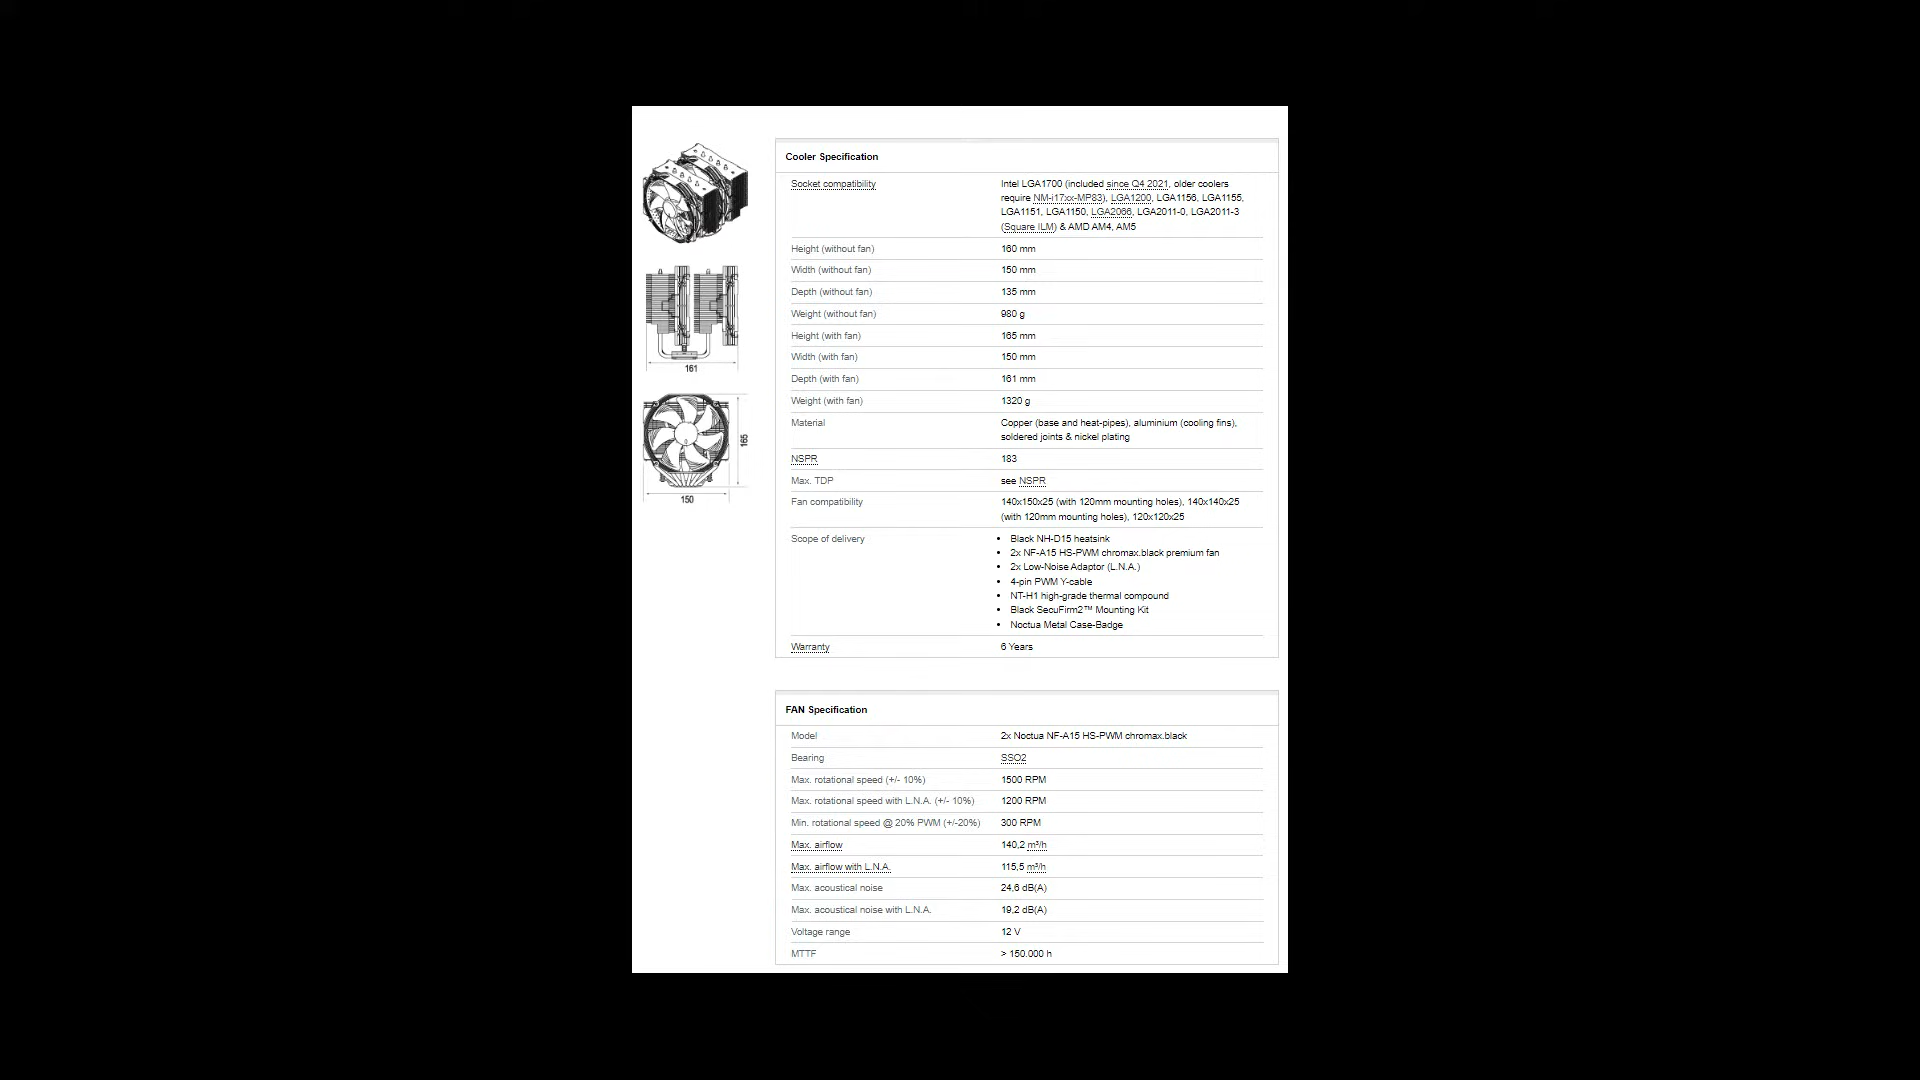 Cooler Specification
Socket compatibility
Intel LGA1700 (included since Q4 2021, older coolers
require NM-i17xx-MP83), LGA1200, LGA1156, LGA1155,
LGA1151, LGA1150, LGA2066, LGA2011-0, LGA2011-3
(Square ILM) & AMD AM4, AM5
Height (without fan) 160 mm
Width (without fan) 150 mm
Depth (without fan) 135 mm
Weight (without fan) 980 g
Height (with fan) 165 mm
Width (with fan) 150 mm
Depth (with fan) 161 mm
Weight (with fan) 1320 g
Material Copper (base and heat-pipes), aluminium (cooling fins),
soldered joints & nickel plating
NSPR 183
Max. TDP see NSPR
Fan compatibility 140x150x25 (with 120mm mounting holes), 140x140x25
(with 120mm mounting holes), 120x120x25
Scope of delivery
• Black NH-D15 heatsink
• 2x NF-A15 HS-PWM chromax.black premium fan
• 2x Low-Noise Adaptor (L.N.A.)
• 4-pin PWM Y-cable
• NT-H1 high-grade thermal compound
• Black SecuFirm2™ Mounting Kit
• Noctua Metal Case-Badge
Warranty 6 Years
161
165
150
FAN Specification
Model 2x Noctua NF-A15 HS-PWM chromax.black
Bearing SSO2
Max. rotational speed (+/- 10%) 1500 RPM
Max. rotational speed with L.N.A. (+/- 10%) 1200 RPM
Min. rotational speed @ 20% PWM (+/-20%) 300 RPM
Max. airflow 140,2 m³/h
Max. airflow with L.N.A. 115,5 m³/h
Max. acoustical noise 24,6 dB(A)
Max. acoustical noise with L.N.A. 19,2 dB(A)
Voltage range 12 V
MTTF > 150.000 h